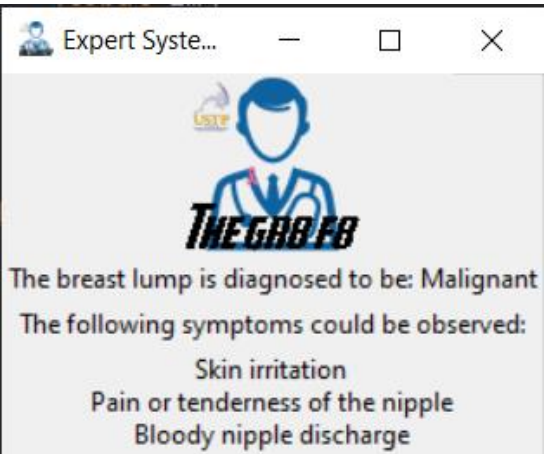 Expert Syste...
USTP
THEGR8 F8
The breast lump is diagnosed to be: Malignant
The following symptoms could be observed:
Skin irritation
Pain or tenderness of the nipple
Bloody nipple discharge